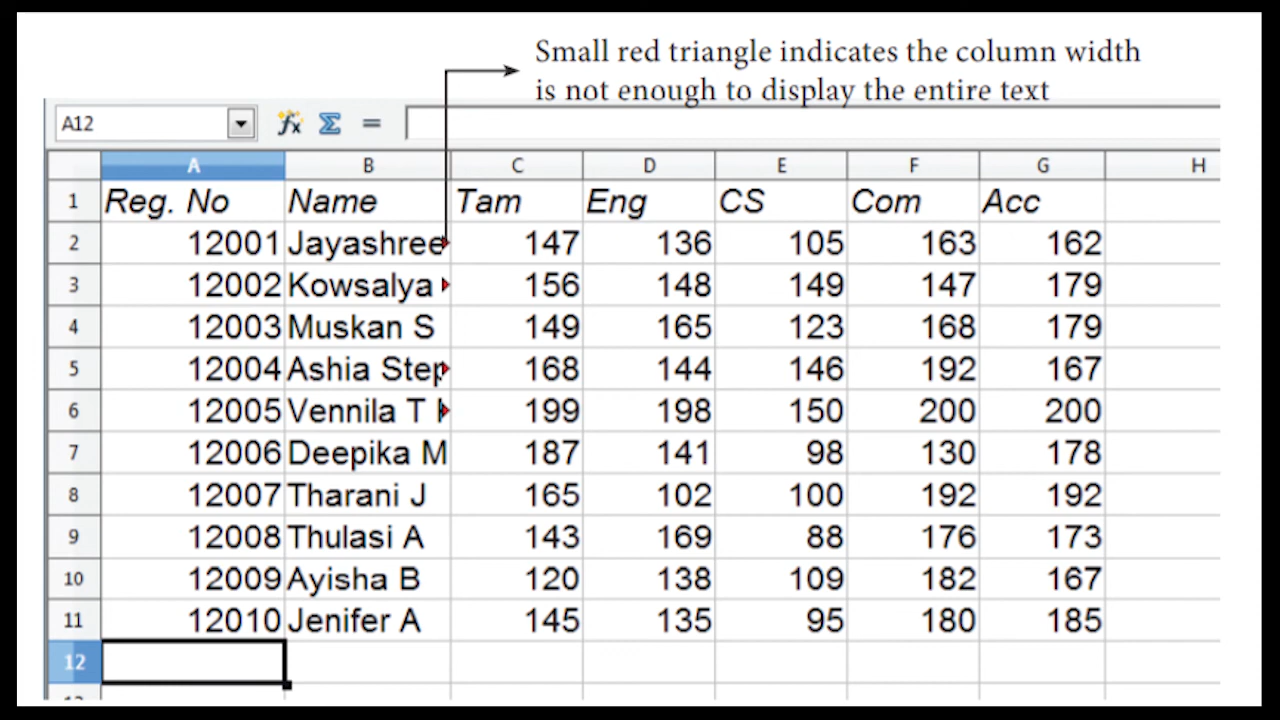 Small red triangle indicates the column width
is not enough to display the entire text
A12 fx Σ =
A B C D E F G H
1 Reg. No Name Tam Eng CS Com Acc
2 12001 Jayashree 147 136 105 163 162
3 12002 Kowsalya 156 148 149 147 179
4 12003 Muskan S 149 165 123 168 179
5 12004 Ashia Step 168 144 146 192 167
6 12005 Vennila T 199 198 150 200 200
7 12006 Deepika M 187 141 98 130 178
8 12007 Tharani J 165 102 100 192 192
9 12008 Thulasi A 143 169 88 176 173
10 12009 Ayisha B 120 138 109 182 167
11 12010 Jenifer A 145 135 95 180 185
12